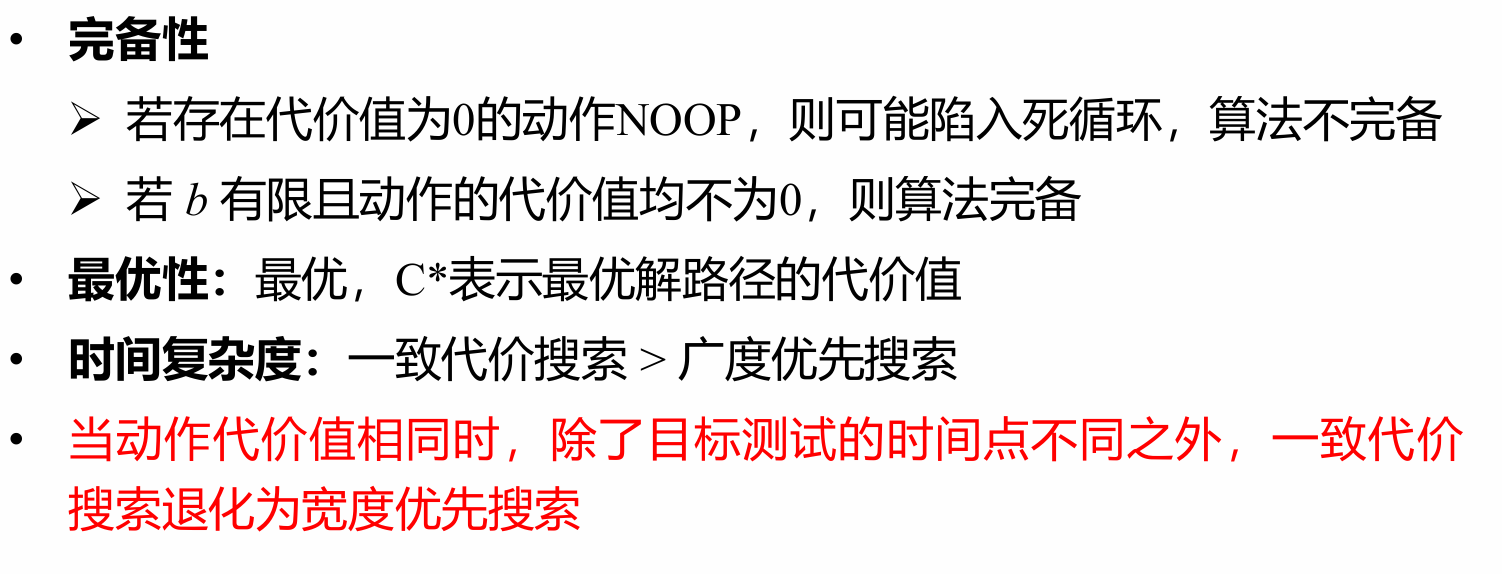 • 完备性
➢ 若存在代价值为0的动作NOOP，则可能陷入死循环，算法不完备
➢ 若 b 有限且动作的代价值均不为0，则算法完备
• 最优性：最优，C*表示最优解路径的代价值
• 时间复杂度：一致代价搜索 > 广度优先搜索
• 当动作代价值相同时，除了目标测试的时间点不同之外，一致代价
搜索退化为宽度优先搜索